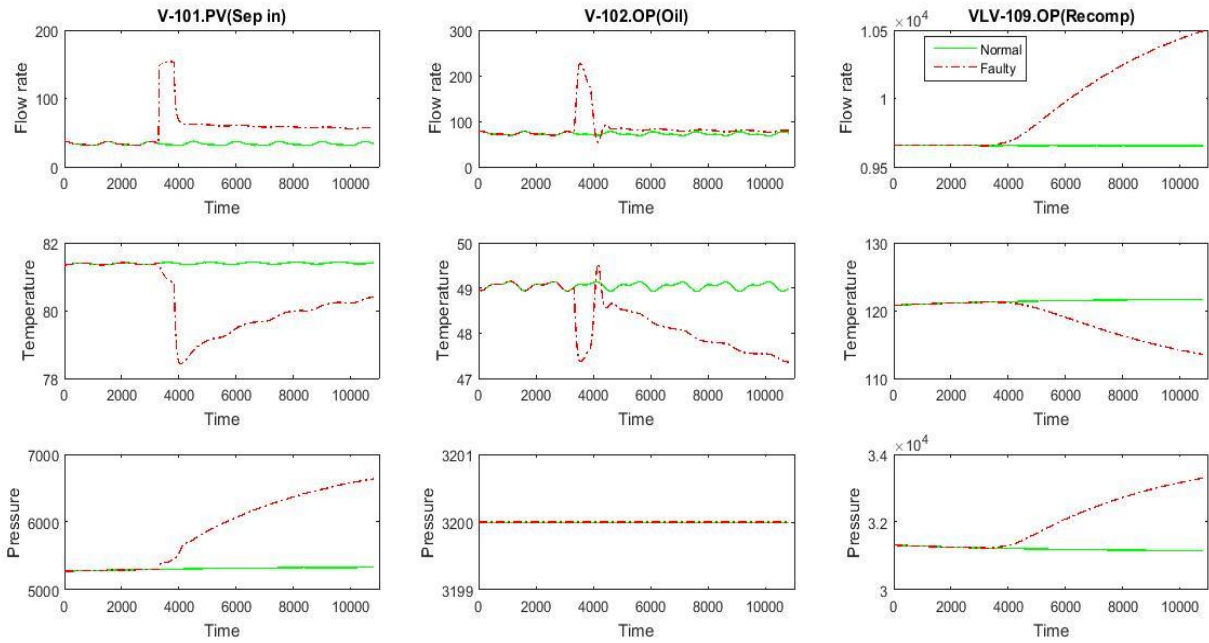 V-101.PV(Sep in)
200
100
0
Flow rate
0 2000 4000 6000 8000 10000
Time
V-102.OP(Oil)
300
200
100
0
Flow rate
0 2000 4000 6000 8000 10000
Time
VLV-109.OP(Recomp)
×10⁴
1.05
1
0.95
Flow rate
Normal
Faulty
0 2000 4000 6000 8000 10000
Time
82
80
78
Temperature
0 2000 4000 6000 8000 10000
Time
50
49
48
47
Temperature
0 2000 4000 6000 8000 10000
Time
130
120
110
Temperature
0 2000 4000 6000 8000 10000
Time
7000
6000
5000
Pressure
0 2000 4000 6000 8000 10000
Time
3201
3200
3199
Pressure
0 2000 4000 6000 8000 10000
Time
×10⁴
3.4
3.2
3
Pressure
0 2000 4000 6000 8000 10000
Time